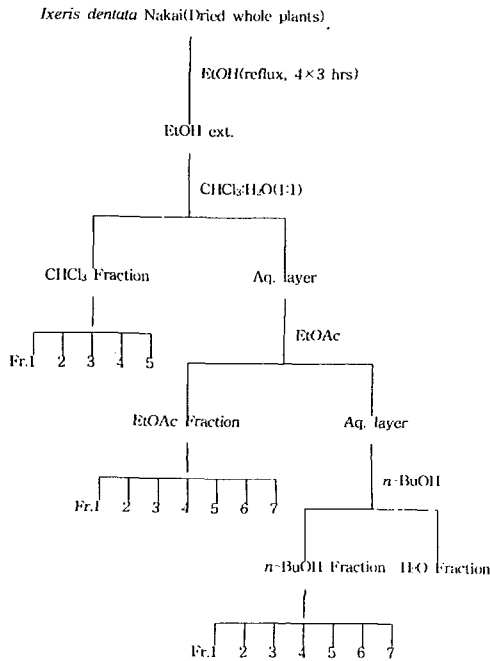 Ixeris dentata Nakai(Dried whole plants)
EtOH(reflux, 4×3 hrs)
EtOH ext.
CHCl₃:H₂O(1:1)
CHCl₃ Fraction Aq. layer
EtOAc
Fr.1 2 3 4 5
EtOAc Fraction Aq. layer
n-BuOH
Fr.1 2 3 4 5 6 7
n-BuOH Fraction H₂O Fraction
Fr.1 2 3 4 5 6 7